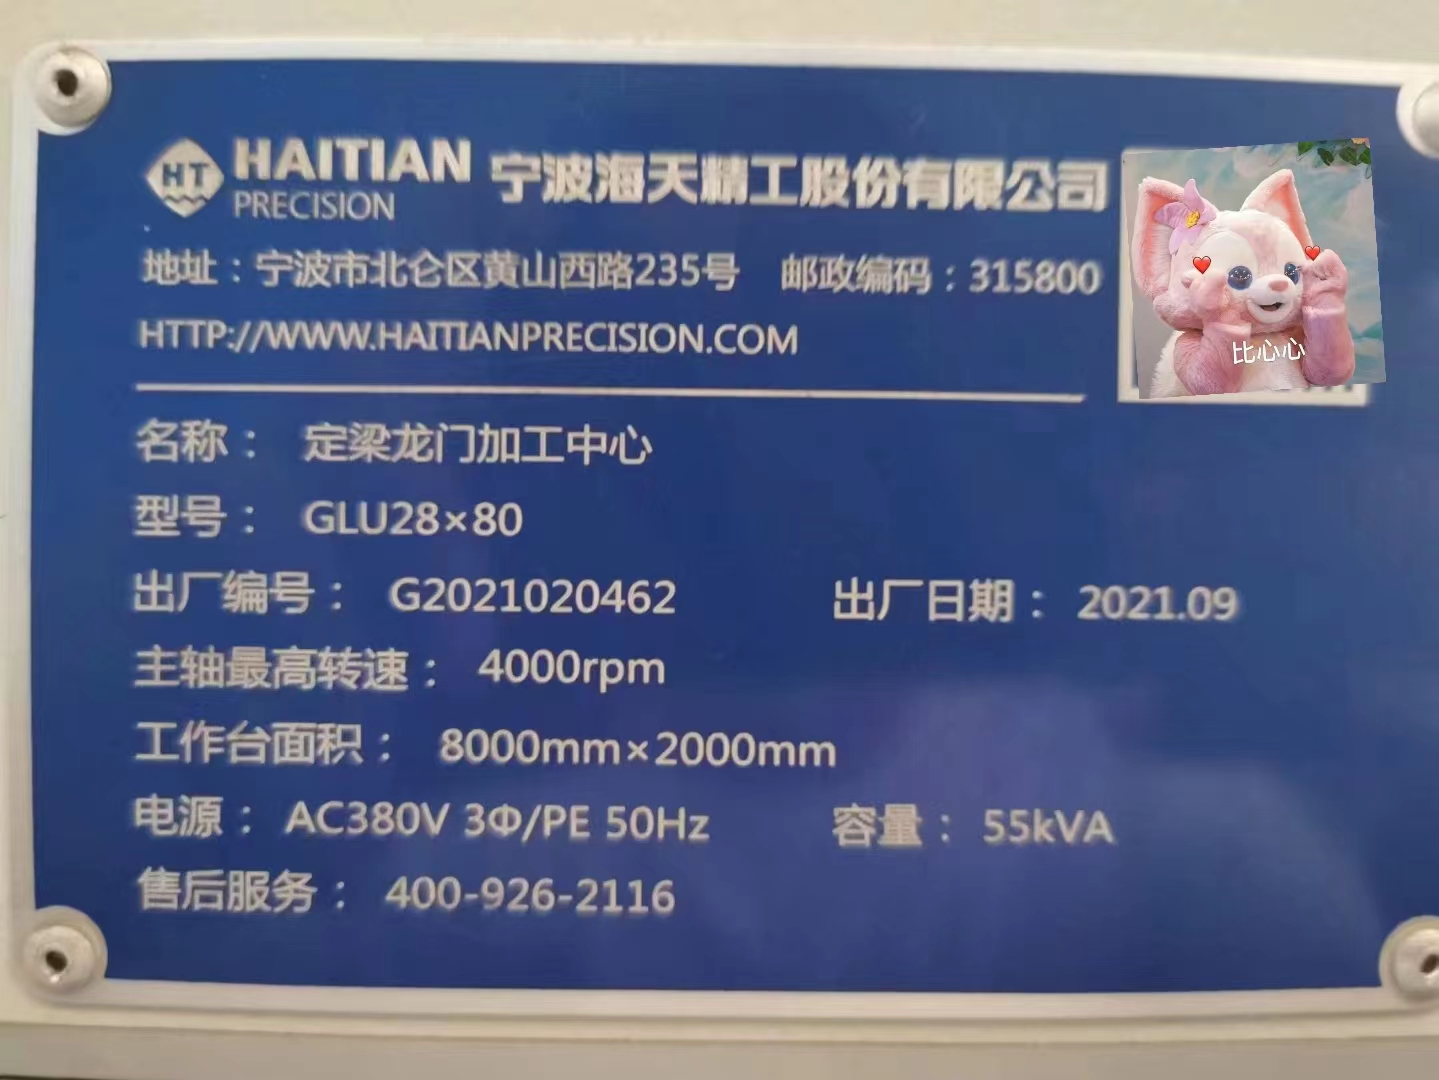 HT HAITIAN PRECISION 宁波海天精工股份有限公司
地址：宁波市北仑区黄山西路235号 邮政编码：315800
HTTP://WWW.HAITIANPRECISION.COM
比心心
名称： 定梁龙门加工中心
型号： GLU28×80
出厂编号： G2021020462 出厂日期： 2021.09
主轴最高转速： 4000rpm
工作台面积： 8000mm×2000mm
电源： AC380V 3Φ/PE 50Hz 容量： 55kVA
售后服务： 400-926-2116